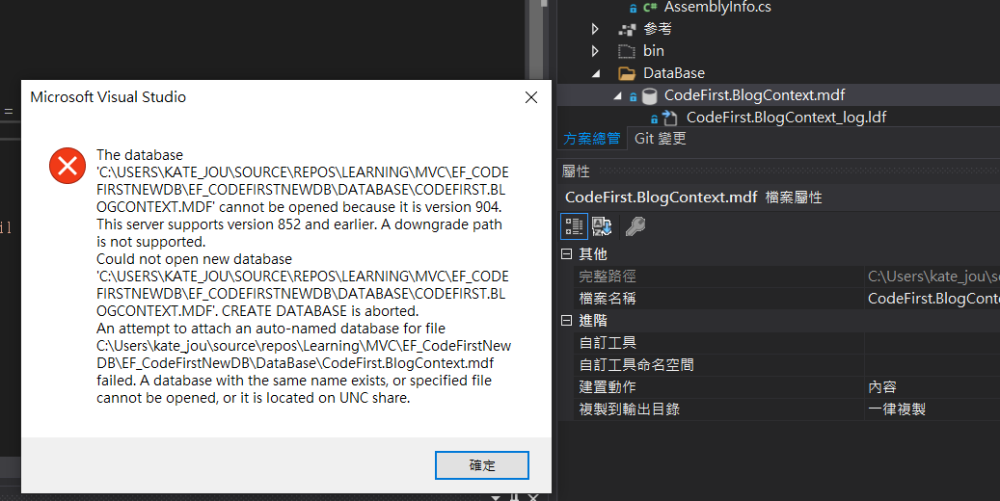 AssemblyInfo.cs
參考
bin
DataBase
CodeFirst.BlogContext.mdf
CodeFirst.BlogContext_log.ldf
方案總管 Git 變更
屬性
CodeFirst.BlogContext.mdf 檔案屬性
其他
完整路徑 C:\Users\kate_jou\so
檔案名稱 CodeFirst.BlogConte
進階
自訂工具
自訂工具命名空間
建置動作 內容
複製到輸出目錄 一律複製
=
il
Microsoft Visual Studio
The database
'C:\USERS\KATE_JOU\SOURCE\REPOS\LEARNING\MVC\EF_CODE
FIRSTNEWDB\EF_CODEFIRSTNEWDB\DATABASE\CODEFIRST.BL
OGCONTEXT.MDF' cannot be opened because it is version 904.
This server supports version 852 and earlier. A downgrade path
is not supported.
Could not open new database
'C:\USERS\KATE_JOU\SOURCE\REPOS\LEARNING\MVC\EF_CODE
FIRSTNEWDB\EF_CODEFIRSTNEWDB\DATABASE\CODEFIRST.BL
OGCONTEXT.MDF'. CREATE DATABASE is aborted.
An attempt to attach an auto-named database for file
C:\Users\kate_jou\source\repos\Learning\MVC\EF_CodeFirstNew
DB\EF_CodeFirstNewDB\DataBase\CodeFirst.BlogContext.mdf
failed. A database with the same name exists, or specified file
cannot be opened, or it is located on UNC share.
確定